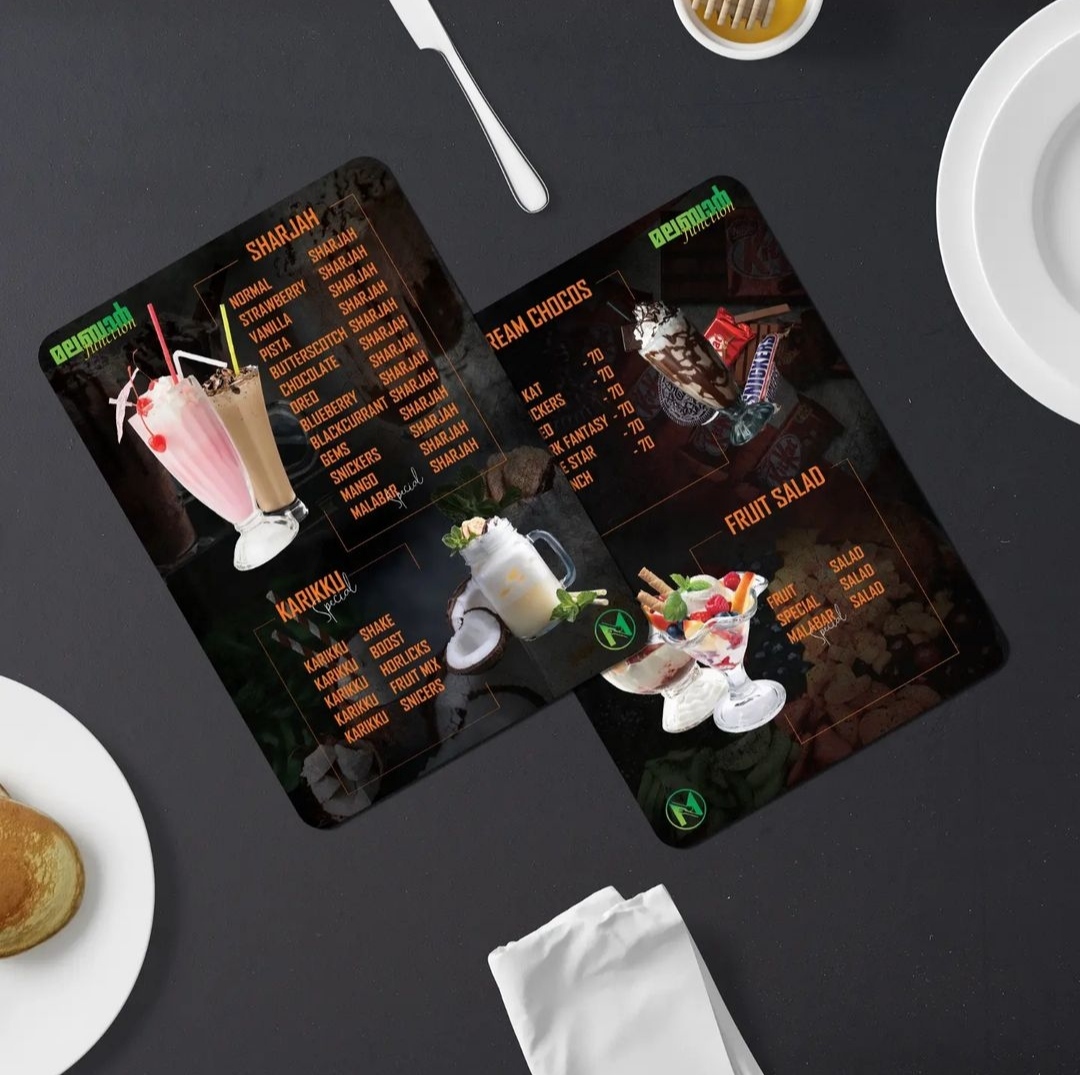 മലബാർ
Junction
SHARJAH
NORMAL SHARJAH
STRAWBERRY SHARJAH
VANILLA SHARJAH
PISTA SHARJAH
BUTTERSCOTCH SHARJAH
CHOCOLATE SHARJAH
OREO SHARJAH
BLUEBERRY SHARJAH
BLACKCURRANT SHARJAH
GEMS SHARJAH
SNICKERS SHARJAH
MANGO SHARJAH
MALABAR Special SHARJAH
KARIKKU
Special
KARIKKU SHAKE
KARIKKU BOOST
KARIKKU HORLICKS
KARIKKU FRUIT MIX
KARIKKU SNICERS
മലബാർ
Junction
REAM CHOCOS
KAT -70
CKERS -70
EO -70
RK FANTASY -70
E STAR -70
NCH -70
SNICKERS
FRUIT SALAD
FRUIT SALAD
SPECIAL SALAD
MALABAR Special SALAD